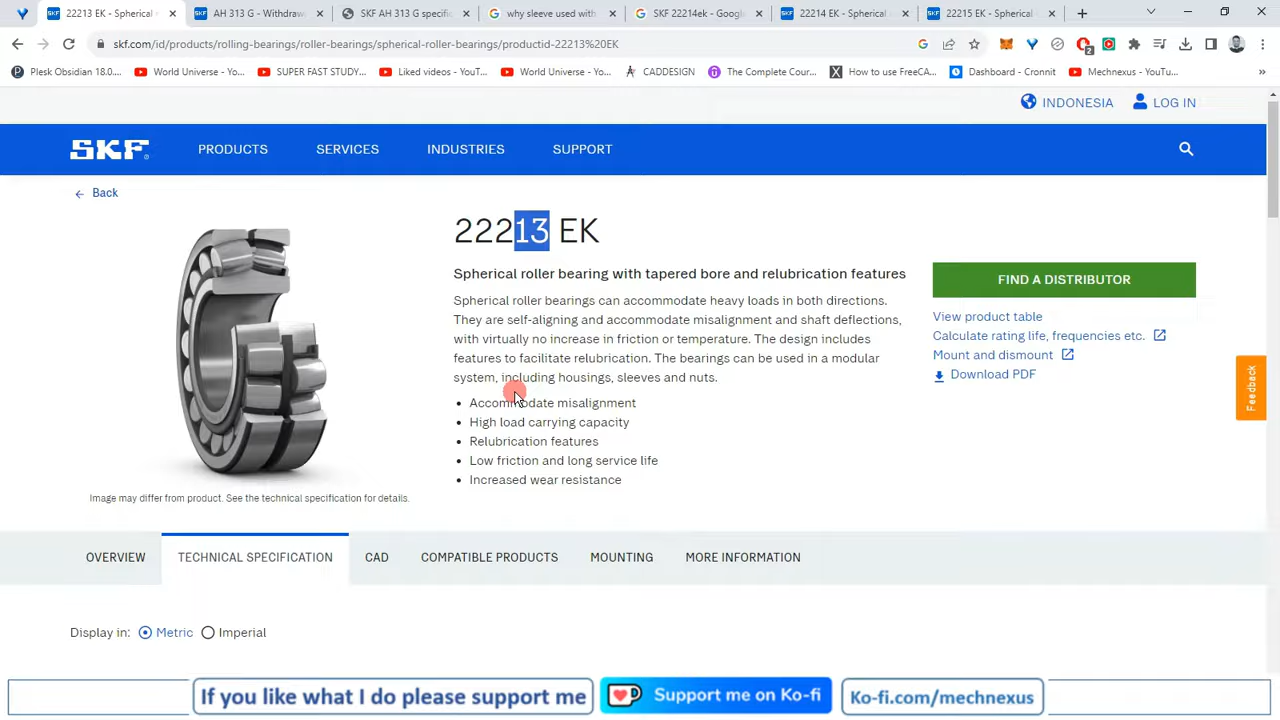 22213 EK - Spherical r
AH 313 G - Withdraw
SKF AH 313 G specific
why sleeve used with
SKF 22214ek - Google
22214 EK - Spherical
22215 EK - Spherical
skf.com/id/products/rolling-bearings/roller-bearings/spherical-roller-bearings/productid-22213%20EK
Plesk Obsidian 18.0....
World Universe - Yo...
SUPER FAST STUDY...
Liked videos - YouT...
World Universe - Yo...
CADDESIGN
The Complete Cour...
How to use FreeCA...
Dashboard - Cronnit
Mechnexus - YouTu...
INDONESIA
LOG IN
SKF
PRODUCTS
SERVICES
INDUSTRIES
SUPPORT
Back
22213 EK
Spherical roller bearing with tapered bore and relubrication features
Spherical roller bearings can accommodate heavy loads in both directions.
They are self-aligning and accommodate misalignment and shaft deflections,
with virtually no increase in friction or temperature. The design includes
features to facilitate relubrication. The bearings can be used in a modular
system, including housings, sleeves and nuts.
• Accommodate misalignment
• High load carrying capacity
• Relubrication features
• Low friction and long service life
• Increased wear resistance
FIND A DISTRIBUTOR
View product table
Calculate rating life, frequencies etc.
Mount and dismount
Download PDF
Feedback
Image may differ from product. See the technical specification for details.
OVERVIEW
TECHNICAL SPECIFICATION
CAD
COMPATIBLE PRODUCTS
MOUNTING
MORE INFORMATION
Display in: Metric Imperial
If you like what I do please support me
Support me on Ko-fi
Ko-fi.com/mechnexus